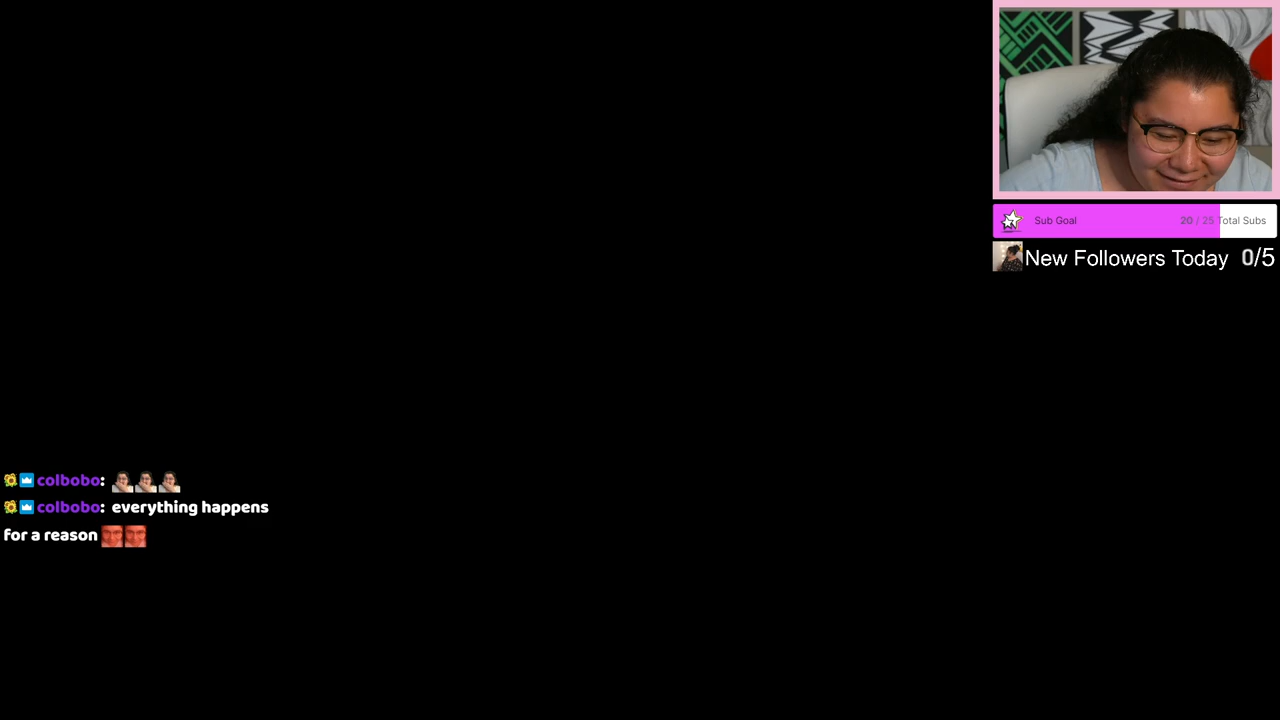 Sub Goal 20 / 25 Total Subs
New Followers Today 0/5
colbobo:
colbobo: everything happens
for a reason